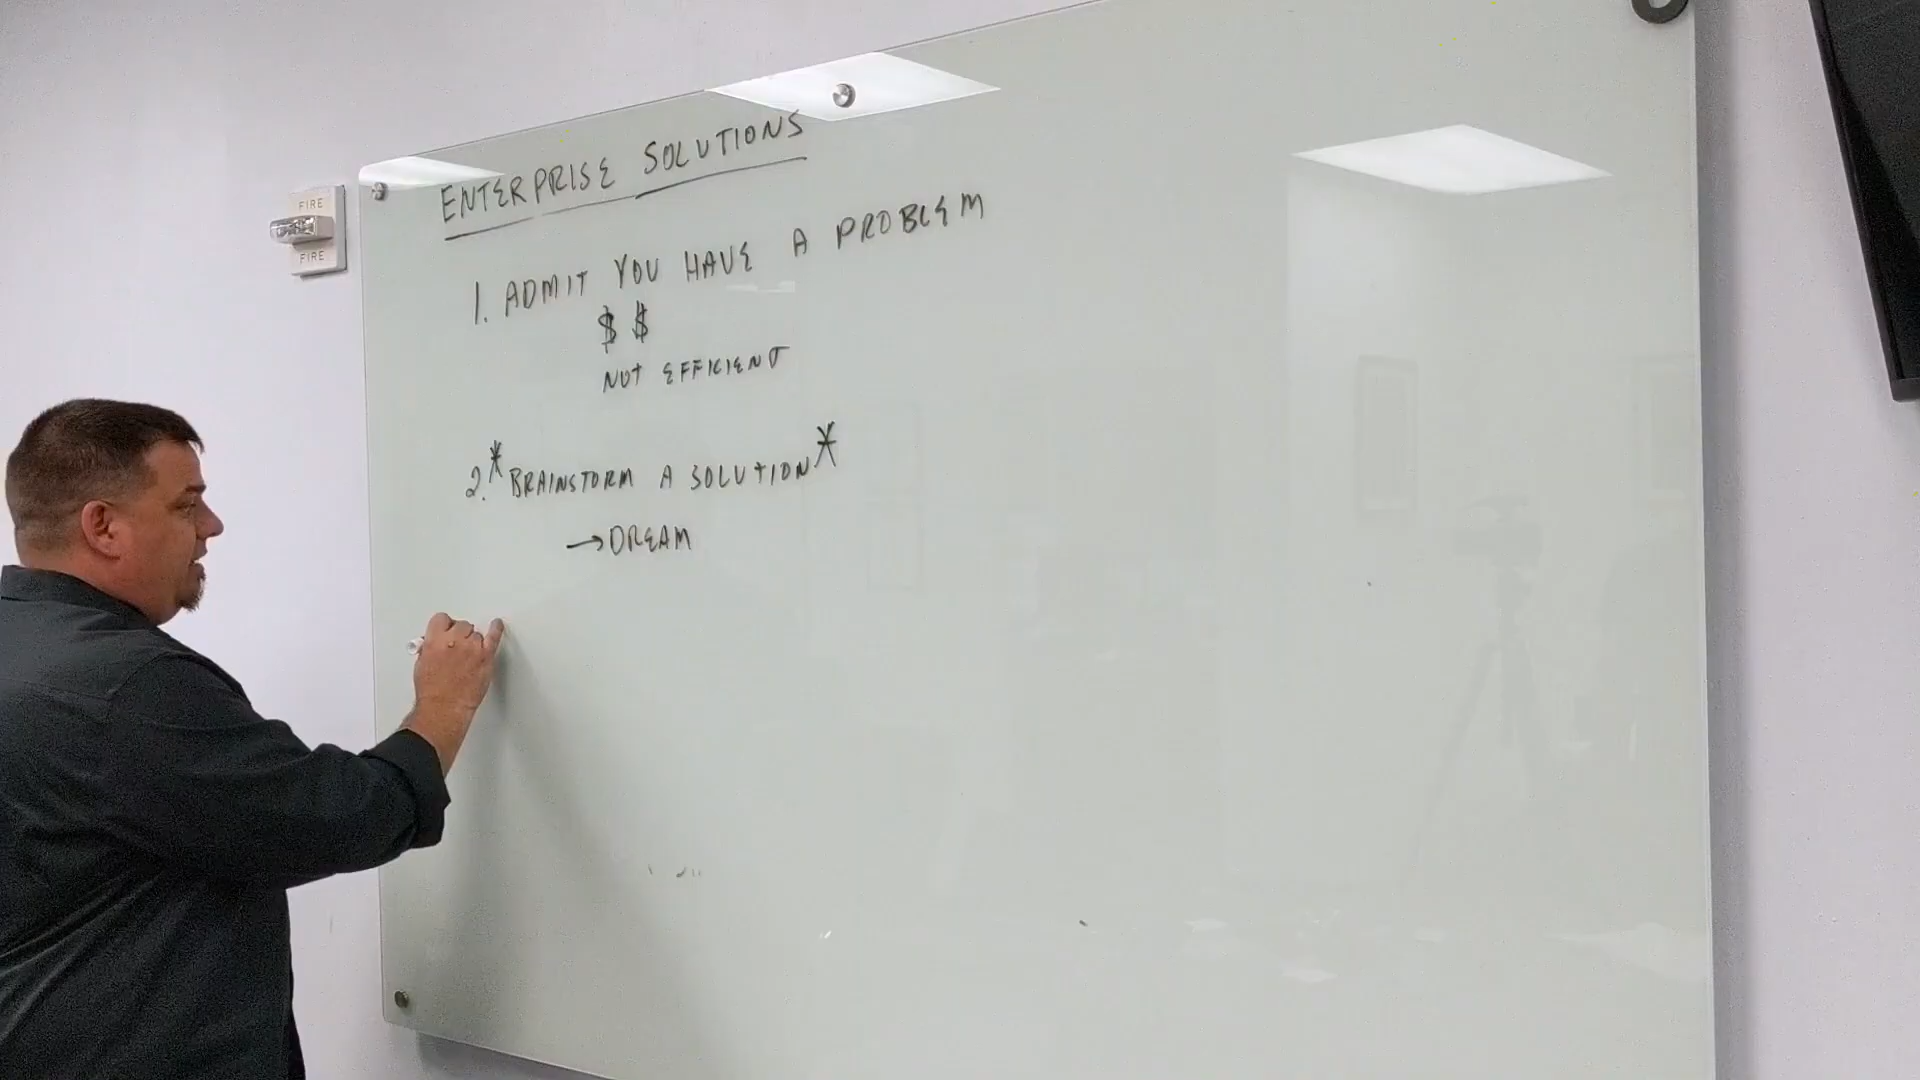 FIRE
FIRE
ENTERPRISE SOLUTIONS
1. ADMIT YOU HAVE A PROBLEM
$ $
NOT EFFICIENT
2. *BRAINSTORM A SOLUTION*
→DREAM